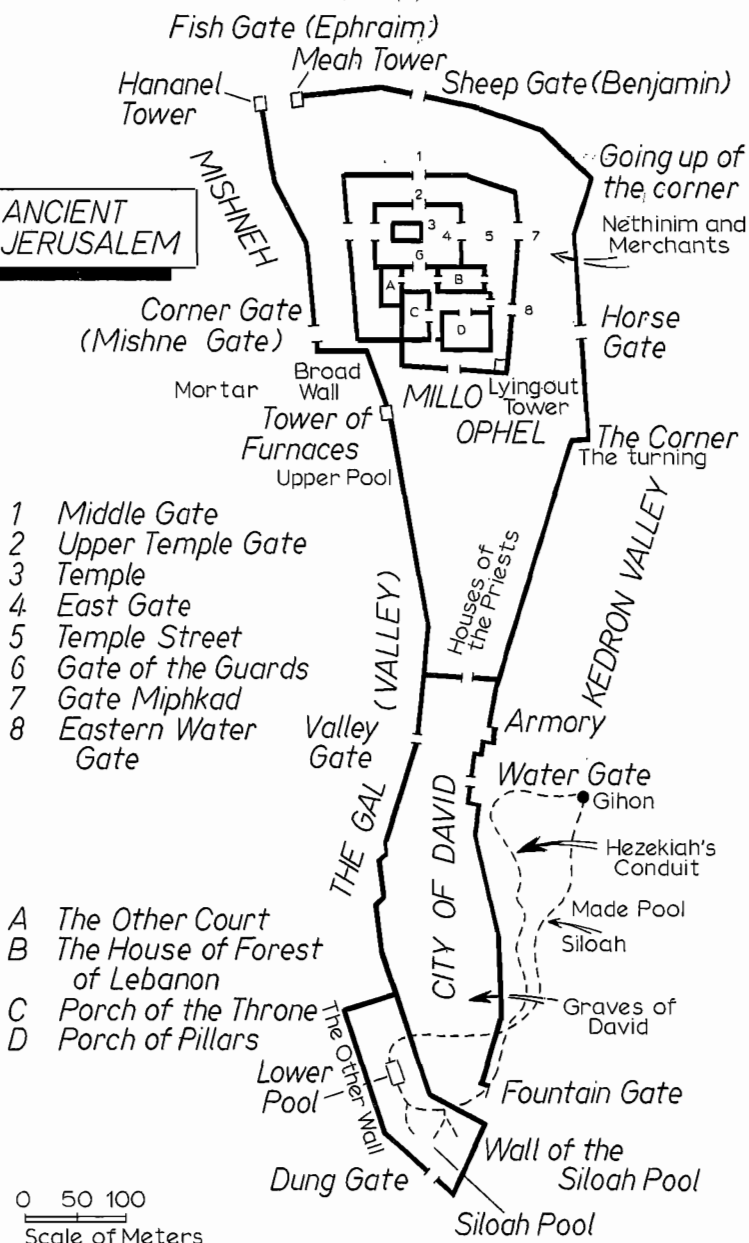 Fish Gate (Ephraim)
Meah Tower
Hananel
Tower
Sheep Gate (Benjamin)
MISHNEH
Going up of
the corner
ANCIENT
JERUSALEM
Nethinim and
Merchants
1
2
3
4
5
7
6
A
B
C
D
8
Corner Gate
(Mishne Gate)
Horse
Gate
Broad
Wall
Mortar
MILLO
Lying-out
Tower
Tower of
Furnaces
OPHEL
The Corner
The turning
Upper Pool
1 Middle Gate
2 Upper Temple Gate
3 Temple
4 East Gate
5 Temple Street
6 Gate of the Guards
7 Gate Miphkad
8 Eastern Water
Gate
Houses of
the Priests
KEDRON VALLEY
(VALLEY)
Valley
Gate
Armory
Water Gate
Gihon
THE GAL
CITY OF DAVID
Hezekiah's
Conduit
Made Pool
Siloah
A The Other Court
B The House of Forest
of Lebanon
C Porch of the Throne
D Porch of Pillars
Graves of
David
The Other Wall
Lower
Pool
Fountain Gate
Wall of the
Siloah Pool
Dung Gate
Siloah Pool
0 50 100
Scale of Meters